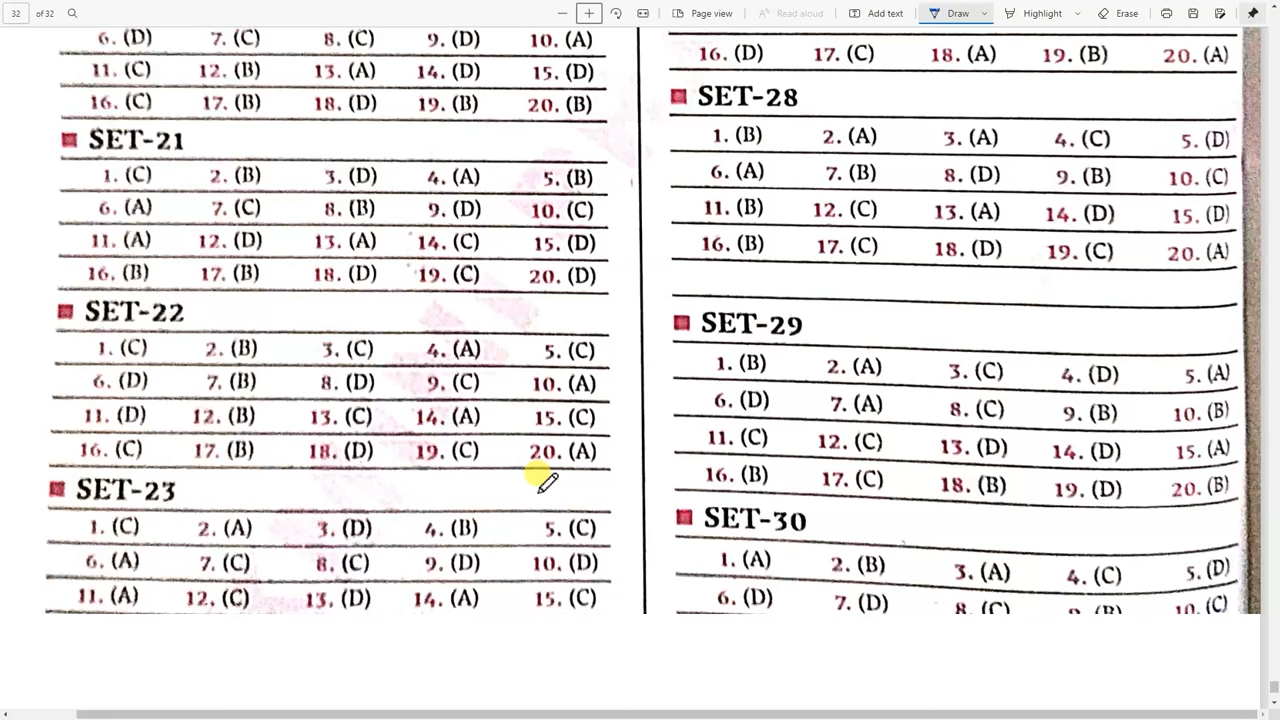 32 of 32 Page view Read aloud Add text Draw Highlight Erase
6. (D) 7. (C) 8. (C) 9. (D) 10. (A)
11. (C) 12. (B) 13. (A) 14. (D) 15. (D)
16. (C) 17. (B) 18. (D) 19. (B) 20. (B)
SET-21
1. (C) 2. (B) 3. (D) 4. (A) 5. (B)
6. (A) 7. (C) 8. (B) 9. (D) 10. (C)
11. (A) 12. (D) 13. (A) 14. (C) 15. (D)
16. (B) 17. (B) 18. (D) 19. (C) 20. (D)
SET-22
1. (C) 2. (B) 3. (C) 4. (A) 5. (C)
6. (D) 7. (B) 8. (D) 9. (C) 10. (A)
11. (D) 12. (B) 13. (C) 14. (A) 15. (C)
16. (C) 17. (B) 18. (D) 19. (C) 20. (A)
SET-23
1. (C) 2. (A) 3. (D) 4. (B) 5. (C)
6. (A) 7. (C) 8. (C) 9. (D) 10. (D)
11. (A) 12. (C) 13. (D) 14. (A) 15. (C)
16. (D) 17. (C) 18. (A) 19. (B) 20. (A)
SET-28
1. (B) 2. (A) 3. (A) 4. (C) 5. (D)
6. (A) 7. (B) 8. (D) 9. (B) 10. (C)
11. (B) 12. (C) 13. (A) 14. (D) 15. (D)
16. (B) 17. (C) 18. (D) 19. (C) 20. (A)
SET-29
1. (B) 2. (A) 3. (C) 4. (D) 5. (A)
6. (D) 7. (A) 8. (C) 9. (B) 10. (B)
11. (C) 12. (C) 13. (D) 14. (D) 15. (A)
16. (B) 17. (C) 18. (B) 19. (D) 20. (B)
SET-30
1. (A) 2. (B) 3. (A) 4. (C) 5. (D)
6. (D) 7. (D) 8. (C) 9. (B) 10. (C)